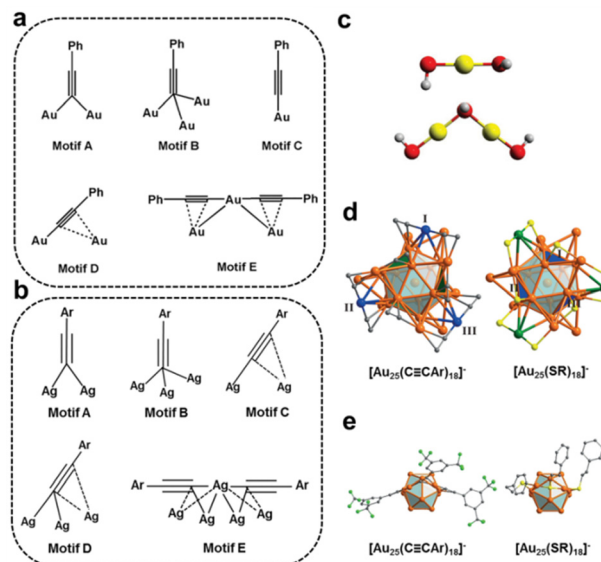 a
Ph
Au
Au
Motif A
Ph
Au
Au
Au
Motif B
Ph
Au
Motif C
Ph
Au
Au
Motif D
Ph
Au
Ph
Au
Au
Motif E
b
Ar
Ag
Ag
Motif A
Ar
Ag
Ag
Ag
Motif B
Ar
Ag
Ag
Motif C
Ar
Ag
Ag
Ag
Motif D
Ar
Ag
Ar
Ag
Ag
Ag
Ag
Motif E
c
d
I
II
III
[Au₂₅(C≡CAr)₁₈]⁻
I
II
III
[Au₂₅(SR)₁₈]⁻
e
[Au₂₅(C≡CAr)₁₈]⁻
[Au₂₅(SR)₁₈]⁻